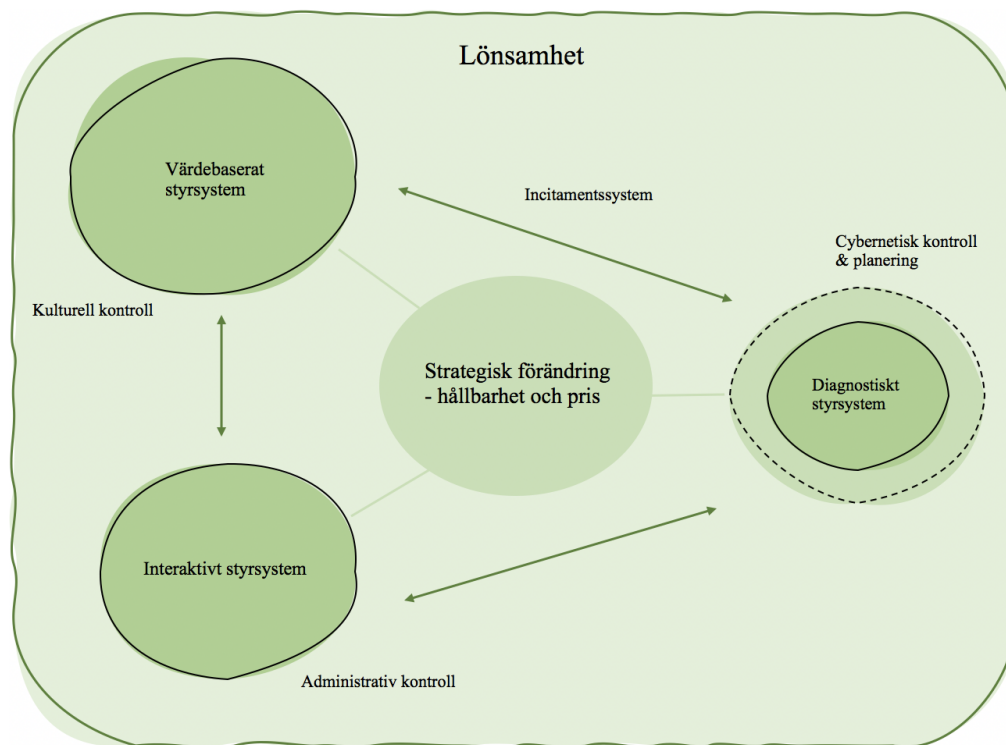 Lönsamhet
Värdebaserat
styrsystem
Incitamentssystem
Cybernetisk kontroll
& planering
Kulturell kontroll
Strategisk förändring
- hållbarhet och pris
Diagnostiskt
styrsystem
Interaktivt styrsystem
Administrativ kontroll